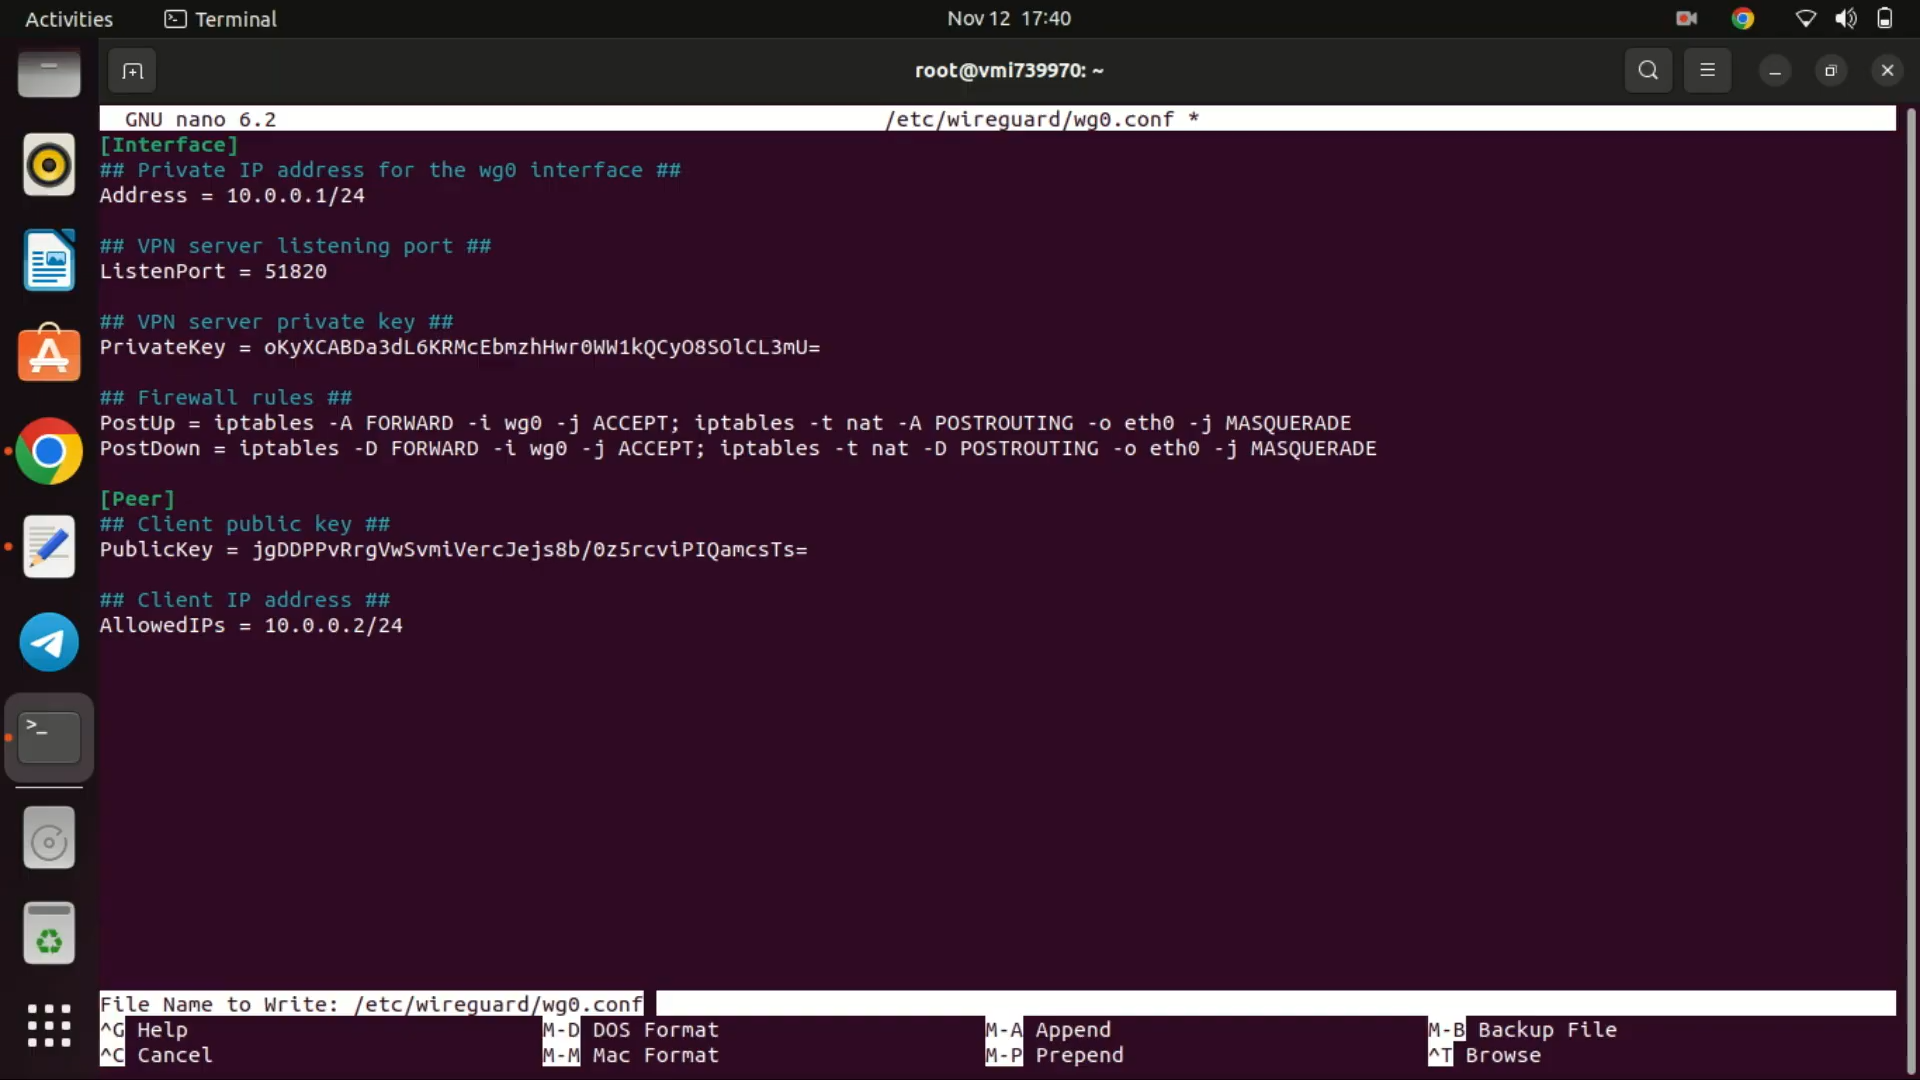 Activities Terminal Nov 12 17:40
root@vmi739970: ~
GNU nano 6.2 /etc/wireguard/wg0.conf *
[Interface]
## Private IP address for the wg0 interface ##
Address = 10.0.0.1/24
## VPN server listening port ##
ListenPort = 51820
## VPN server private key ##
PrivateKey = oKyXCABDa3dL6KRMcEbmzhHwr0WW1kQCyO8SOlCL3mU=
## Firewall rules ##
PostUp = iptables -A FORWARD -i wg0 -j ACCEPT; iptables -t nat -A POSTROUTING -o eth0 -j MASQUERADE
PostDown = iptables -D FORWARD -i wg0 -j ACCEPT; iptables -t nat -D POSTROUTING -o eth0 -j MASQUERADE
[Peer]
## Client public key ##
PublicKey = jgDDPPvRrgVwSvmiVercJejs8b/0z5rcviPIQamcsTs=
## Client IP address ##
AllowedIPs = 10.0.0.2/24
File Name to Write: /etc/wireguard/wg0.conf
^G Help M-D DOS Format M-A Append M-B Backup File
^C Cancel M-M Mac Format M-P Prepend ^T Browse